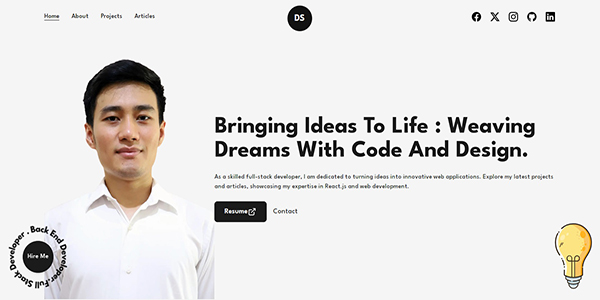 Home About Projects Articles
DS
Bringing Ideas To Life : Weaving
Dreams With Code And Design.
As a skilled full-stack developer, I am dedicated to turning ideas into innovative web applications. Explore my latest projects
and articles, showcasing my expertise in React.js and web development.
Resume Contact
Full Stack Developer . Back End Developer .
Hire Me